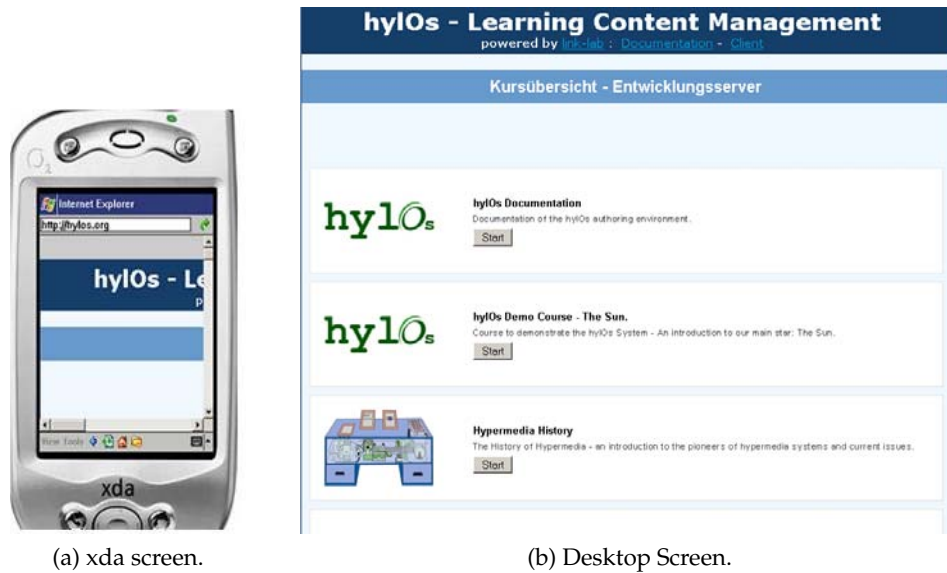 O2
Internet Explorer
http://hylos.org
hylOs - Le
p
View Tools
xda
(a) xda screen.
hylOs - Learning Content Management
powered by link-lab : Documentation - Client
Kursübersicht - Entwicklungsserver
hylOs
hylOs Documentation
Documentation of the hylOs authoring environment.
Start
hylOs
hylOs Demo Course - The Sun.
Course to demonstrate the hylOs System - An introduction to our main star: The Sun.
Start
Hypermedia History
The History of Hypermedia - an introduction to the pioneers of hypermedia systems and current issues.
Start
(b) Desktop Screen.